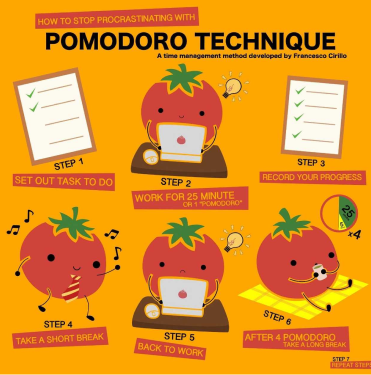 HOW TO STOP PROCRASTINATING WITH
POMODORO TECHNIQUE
A time management method developed by Francesco Cirillo
STEP 1
SET OUT TASK TO DO
STEP 2
WORK FOR 25 MINUTE
OR 1 "POMODORO"
STEP 3
RECORD YOUR PROGRESS
STEP 4
TAKE A SHORT BREAK
STEP 5
BACK TO WORK
25
5
x4
STEP 6
AFTER 4 POMODORO
TAKE A LONG BREAK
STEP 7
REPEAT STEPS